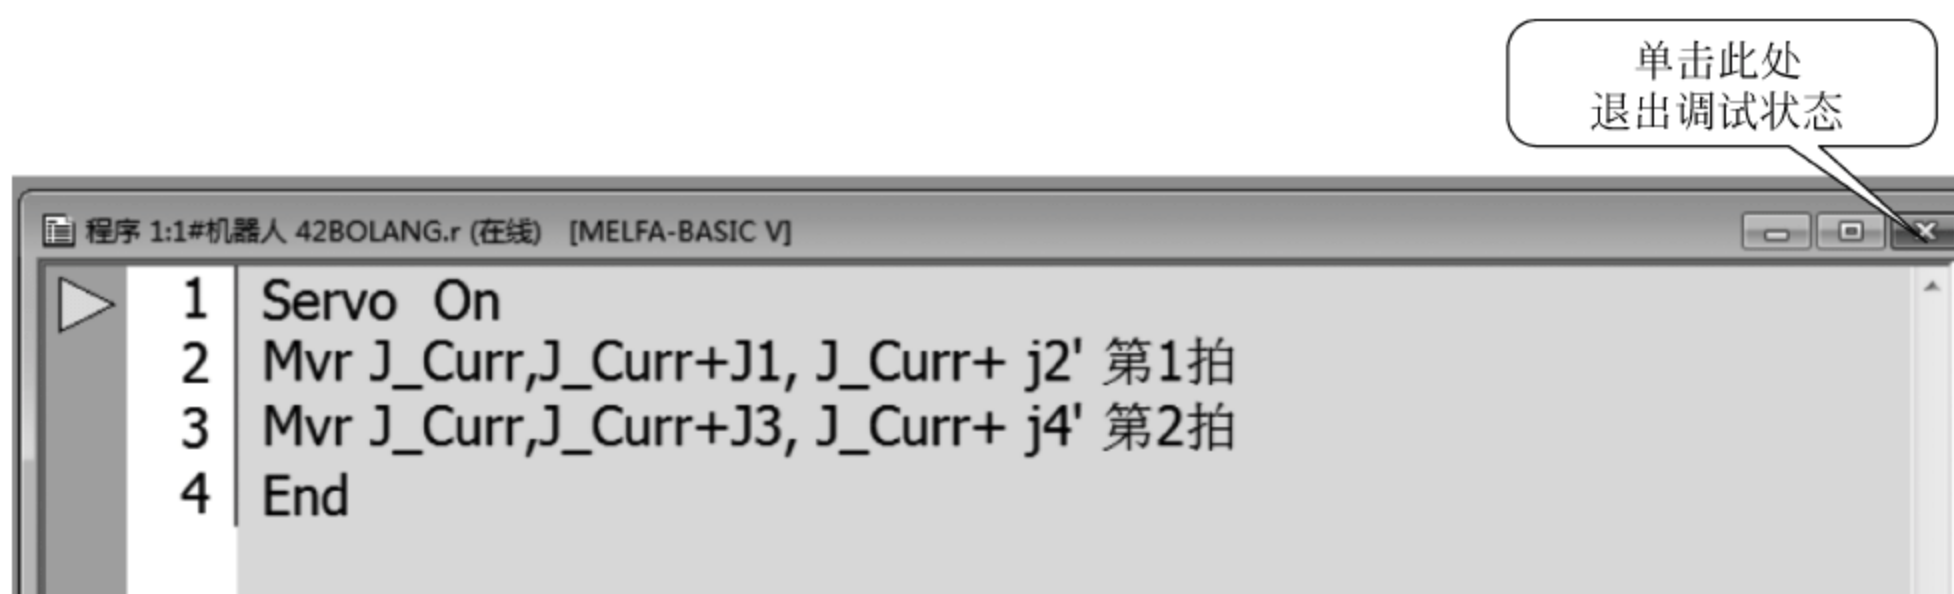 单击此处
退出调试状态
程序 1:1#机器人 42BOLANG.r (在线) [MELFA-BASIC V]
1 Servo On
2 Mvr J_Curr,J_Curr+J1, J_Curr+ j2' 第1拍
3 Mvr J_Curr,J_Curr+J3, J_Curr+ j4' 第2拍
4 End